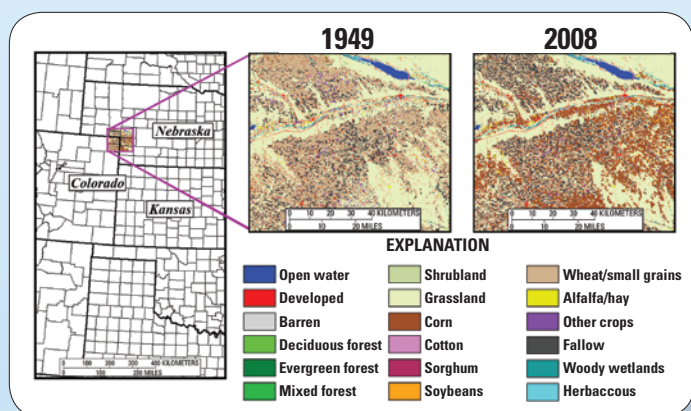 1949
2008
Nebraska
Colorado
Kansas
0 10 20 30 40 KILOMETERS
0 10 20 MILES
0 10 20 30 40 KILOMETERS
0 10 20 MILES
0 100 200 300 400 KILOMETERS
0 100 200 MILES
EXPLANATION
Open water
Developed
Barren
Deciduous forest
Evergreen forest
Mixed forest
Shrubland
Grassland
Corn
Cotton
Sorghum
Soybeans
Wheat/small grains
Alfalfa/hay
Other crops
Fallow
Woody wetlands
Herbaccous